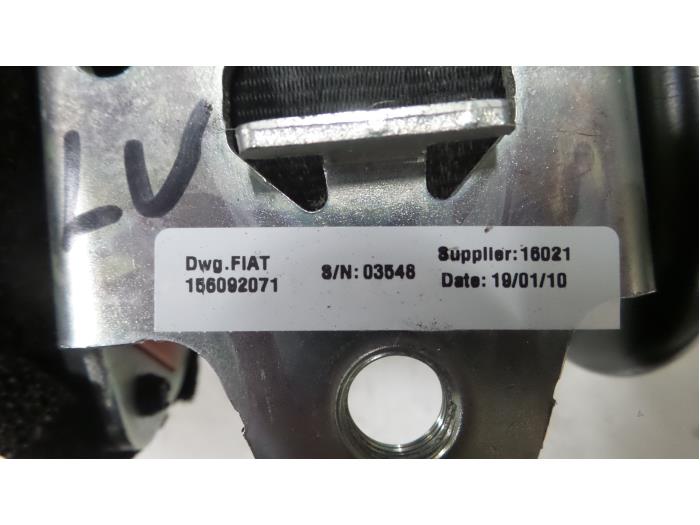 LV
Dwg.FIAT
156092071
S/N: 03548
Supplier: 16021
Date: 19/01/10